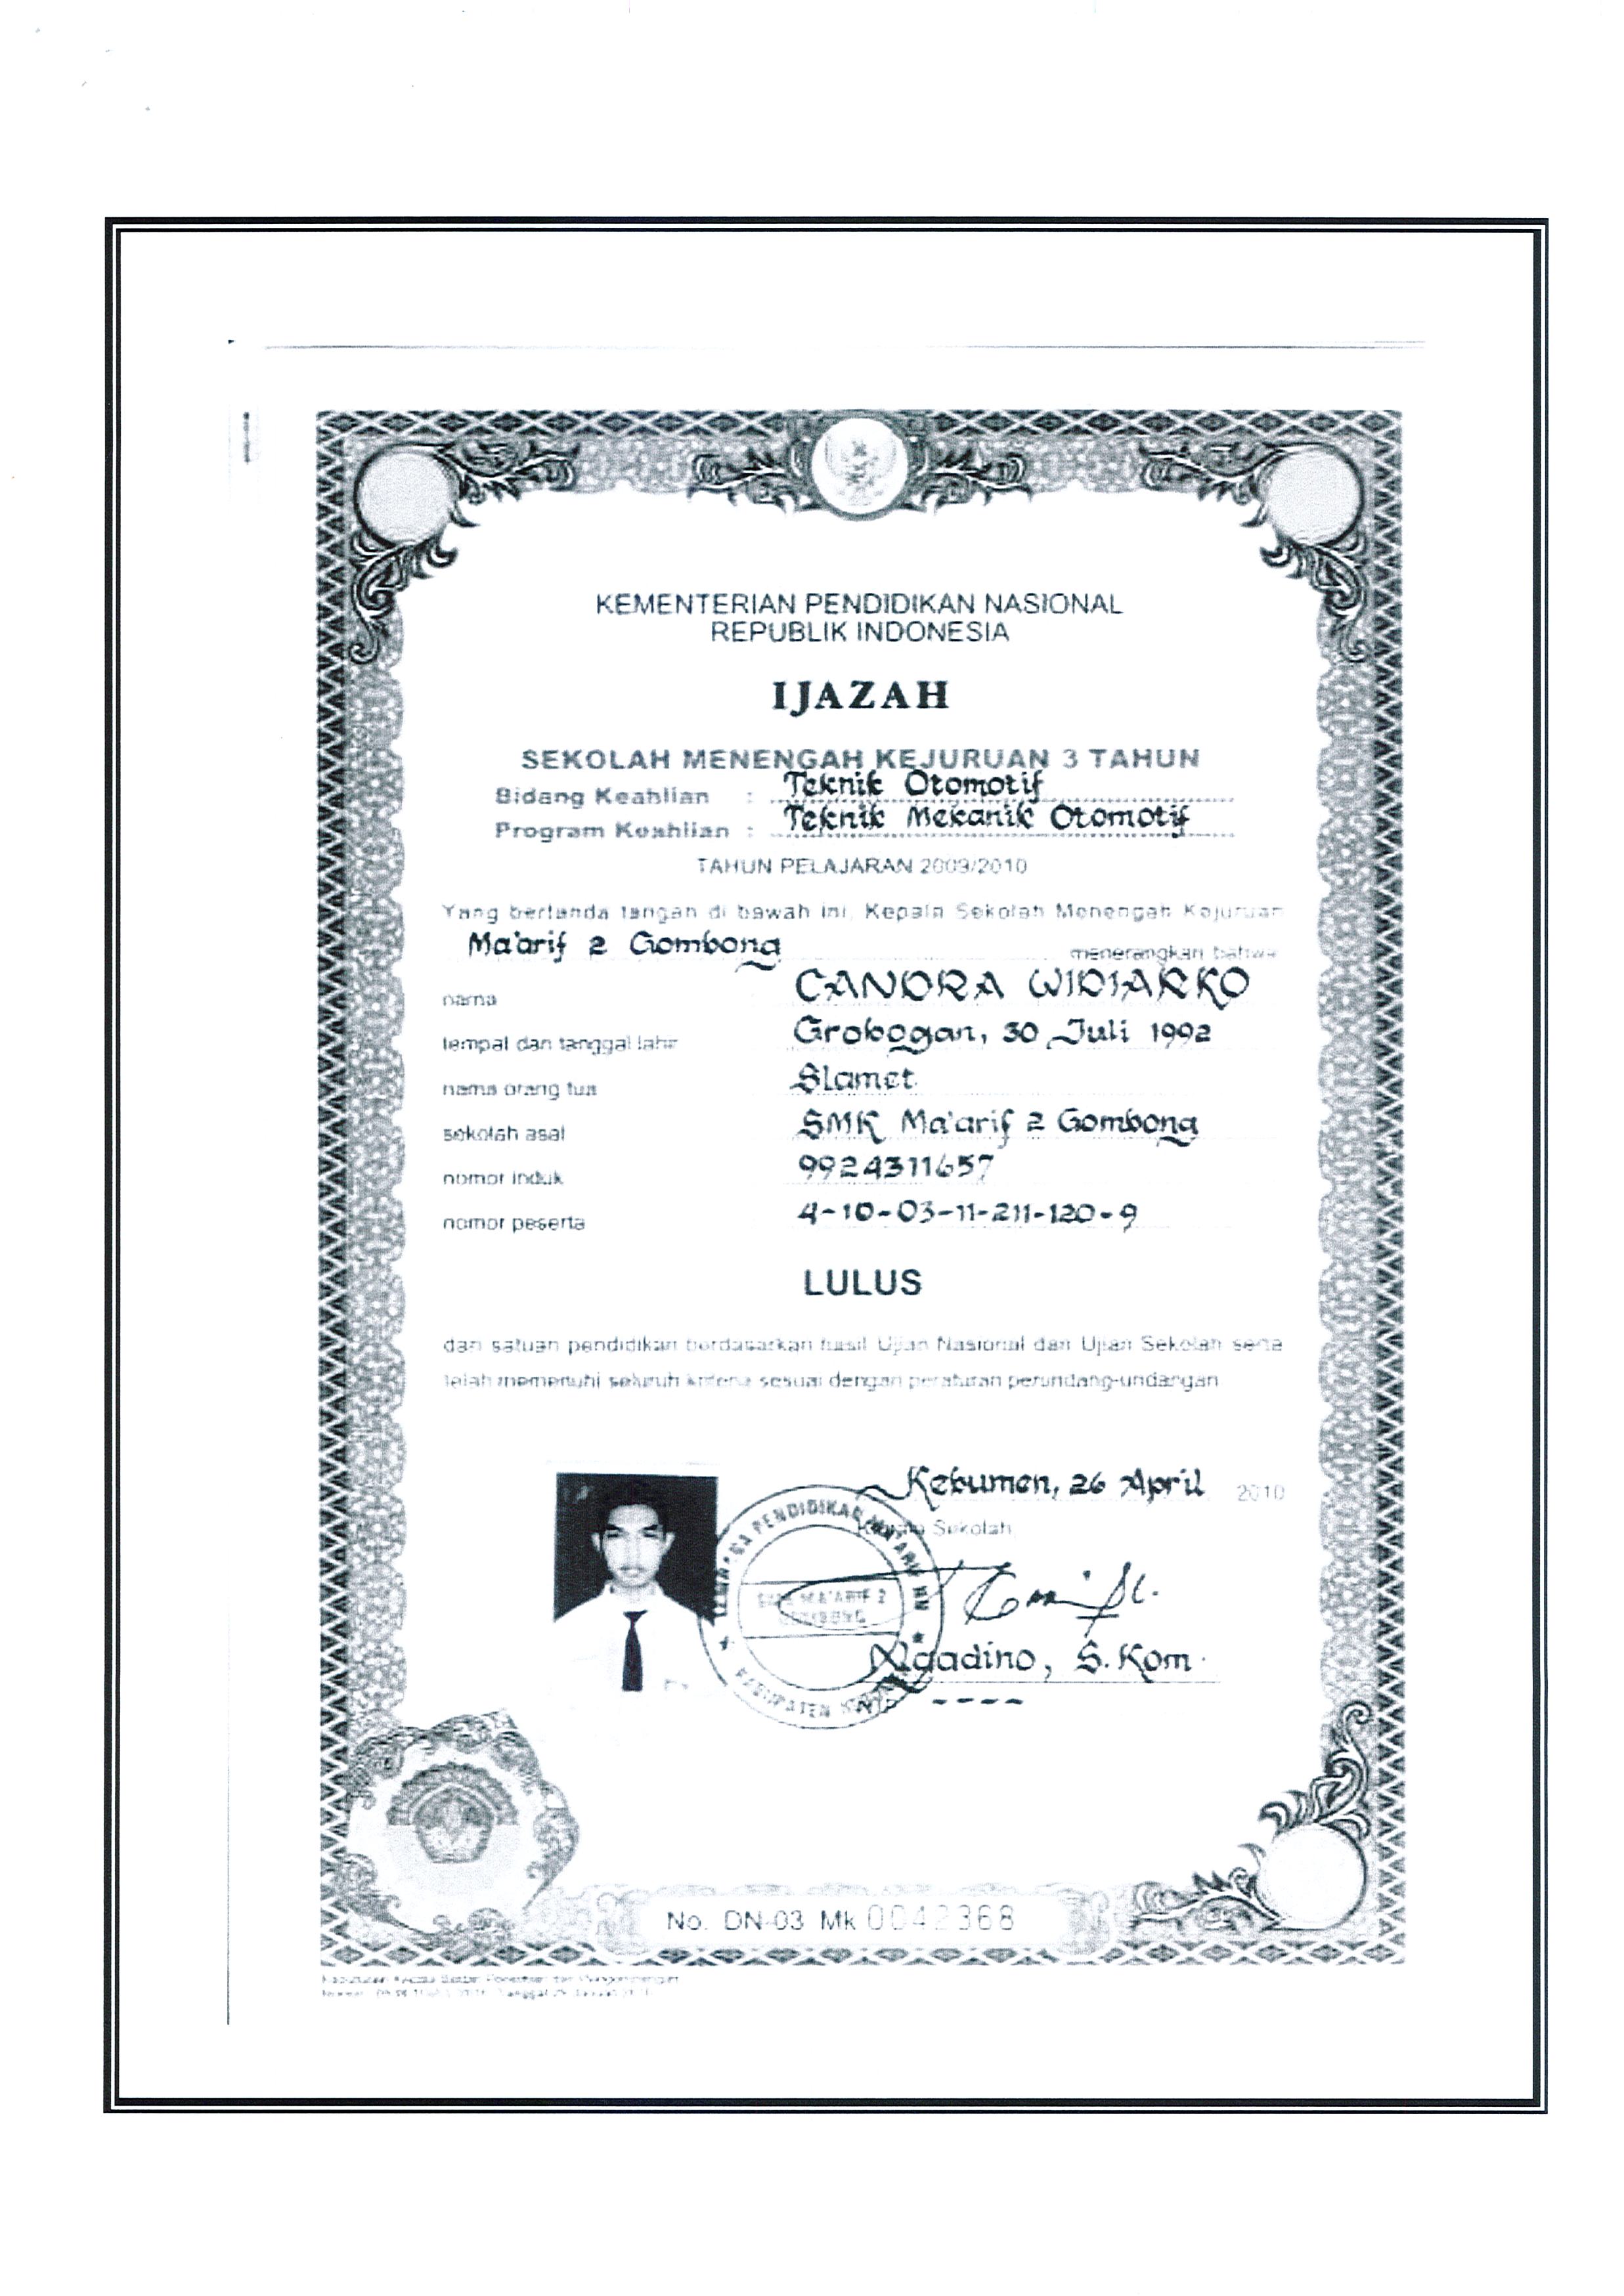 KEMENTERIAN PENDIDIKAN NASIONAL
REPUBLIK INDONESIA
IJAZAH
SEKOLAH MENENGAH KEJURUAN 3 TAHUN
Bidang Keahlian : Teknik Otomotif
Program Keahlian : Teknik Mekanik Otomotif
TAHUN PELAJARAN 2009/2010
Yang bertanda tangan di bawah ini, Kepala Sekolah Menengah Kejuruan
Ma'arif 2 Gombong menerangkan bahwa
nama CANDRA WIDIARKO
tempat dan tanggal lahir Grobogan, 30 Juli 1992
nama orang tua Slamet
sekolah asal SMK Ma'arif 2 Gombong
nomor induk 9924311657
nomor peserta 4-10-03-11-211-120-9
LULUS
dari satuan pendidikan berdasarkan hasil Ujian Nasional dan Ujian Sekolah serta
telah memenuhi seluruh kriteria sesuai dengan peraturan perundang-undangan
Kebumen, 26 April 2010
Kepala Sekolah
PENDIDIKAN MA'ARIF NU
SMK MA'ARIF 2
GOMBONG
KABUPATEN
Ngadino, S.Kom.
No. DN-03 Mk 0042368